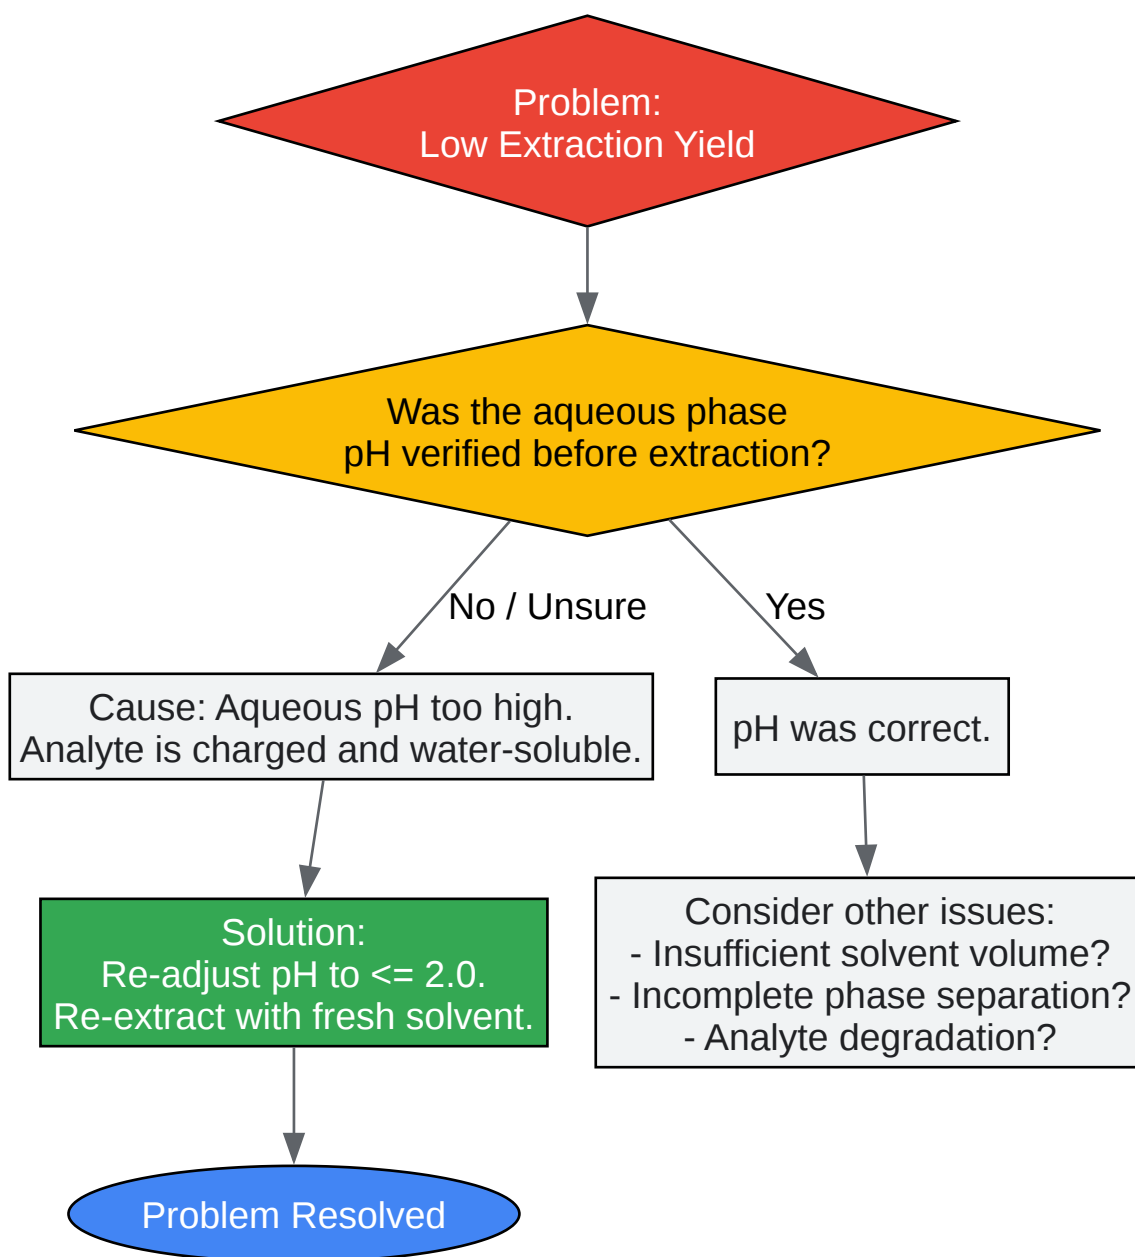 Problem:
Low Extraction Yield
Was the aqueous phase
pH verified before extraction?
No / Unsure
Yes
Cause: Aqueous pH too high.
Analyte is charged and water-soluble.
pH was correct.
Solution:
Re-adjust pH to <= 2.0.
Re-extract with fresh solvent.
Consider other issues:
- Insufficient solvent volume?
- Incomplete phase separation?
- Analyte degradation?
Problem Resolved